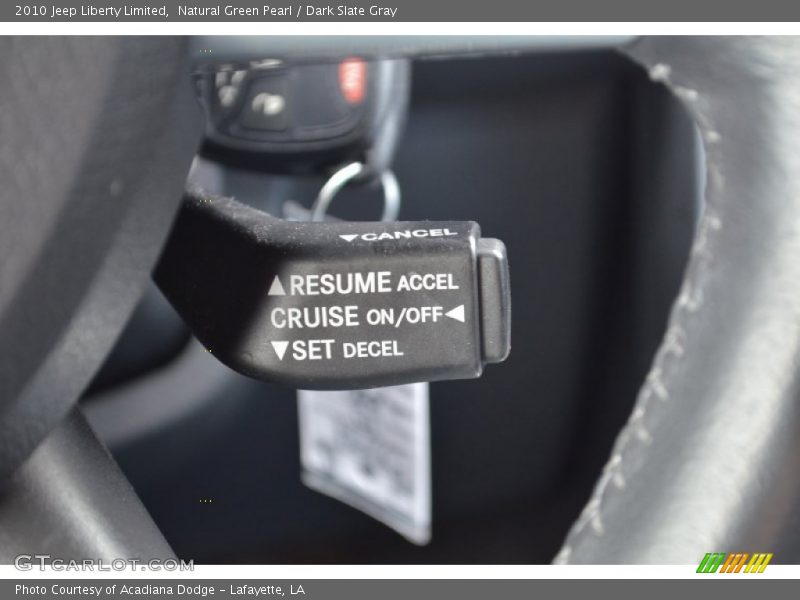 2010 Jeep Liberty Limited,  Natural Green Pearl / Dark Slate Gray
▼CANCEL
▲RESUME ACCEL
CRUISE ON/OFF◀
▼SET DECEL
GTCARLOT.COM
Photo Courtesy of Acadiana Dodge - Lafayette, LA